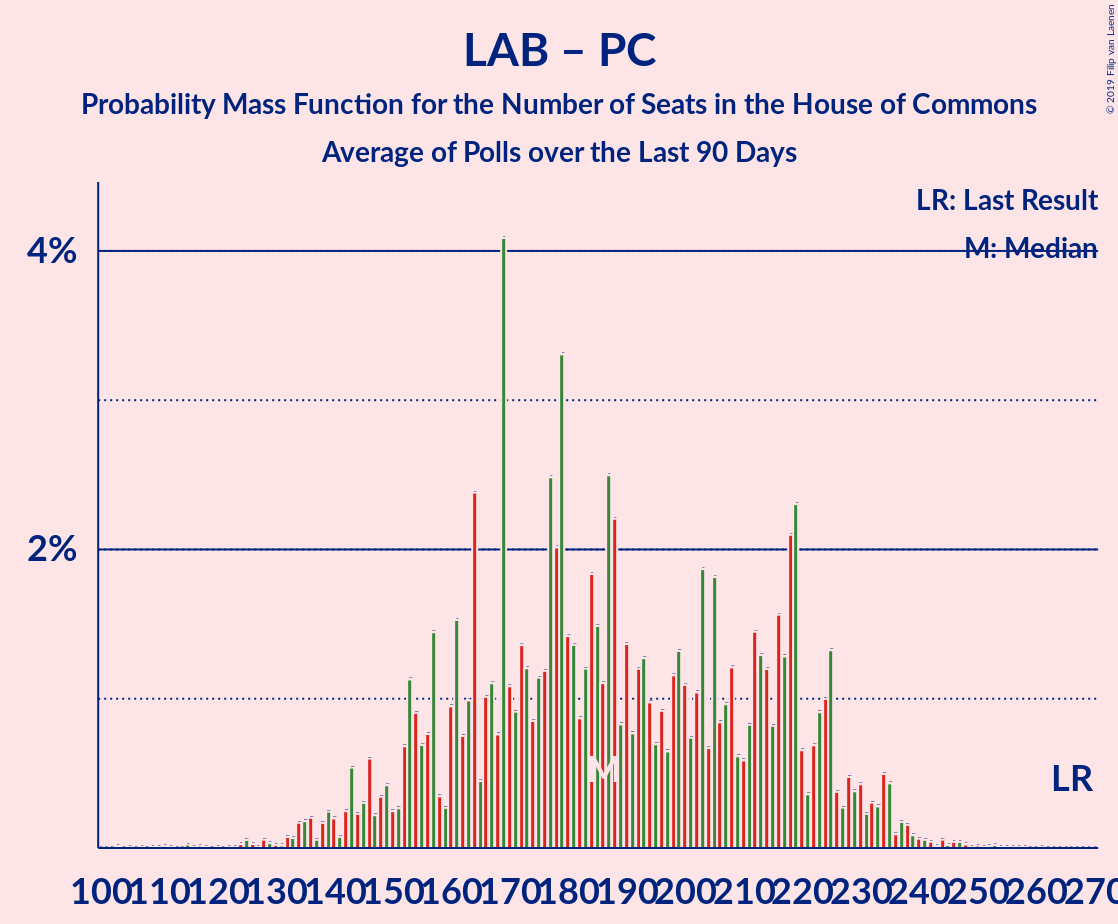 LAB – PC
Probability Mass Function for the Number of Seats in the House of Commons
Average of Polls over the Last 90 Days
© 2019 Filip van Laenen
LR: Last Result
M: Median
4%
2%
M
LR
100 110 120 130 140 150 160 170 180 190 200 210 220 230 240 250 260 270